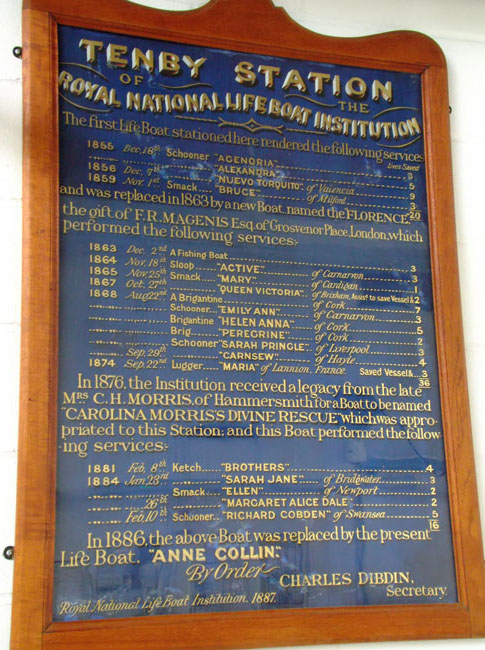 TENBY STATION
OF THE
ROYAL NATIONAL LIFEBOAT INSTITUTION
The first Life Boat stationed here rendered the following services
Lives Saved
1855 Dec. 16th Schooner "AGENORIA" 3
"ALEXANDRA" 5
1856 Dec. 7th "NUEVO TORQUITO" of Valencia 9
1859 Nov. 1st Smack "BRUCE" of Milford 3
20
and was replaced in 1863 by a new Boat, named the FLORENCE,
the gift of F. R. MAGENIS Esq. of Grosvenor Place, London, which
performed the following services:-
1863 Dec. 2nd A Fishing Boat 3
1864 Nov. 18th Sloop "ACTIVE" of Carnarvon 3
1865 Nov. 25th Smack "MARY" of Cardigan 1
1867 Oct. 27th "QUEEN VICTORIA" of Brixham, Assist to save Vessel & 2
1868 Aug 22nd A Brigantine of Cork 7
Schooner "EMILY ANN" of Carnarvon 3
Brigantine "HELEN ANNA" of Cork 5
Brig "PEREGRINE" of Cork 2
Schooner "SARAH PRINGLE" of Liverpool 3
Sep. 29th "CARNSEW" of Hayle 4
1874 Sep. 22nd Lugger "MARIA" of Lannion, France. Saved Vessel & 3
36
In 1876, the Institution received a legacy from the late
MRS C. H. MORRIS, of Hammersmith for a Boat to be named
"CAROLINA MORRIS'S DIVINE RESCUE" which was appro-
priated to this Station; and this Boat performed the follow
-ing services:-
1881 Feb. 8th Ketch "BROTHERS" 4
1884 Jan. 23rd "SARAH JANE" of Bridgwater 3
Smack "ELLEN" of Newport 2
26th "MARGARET ALICE DALE" 2
Feb. 10th Schooner "RICHARD COBDEN" of Swansea 5
16
In 1886, the above Boat was replaced by the present
Life Boat, "ANNE COLLIN."
By Order
CHARLES DIBDIN,
Secretary.
Royal National Life Boat Institution. 1887.